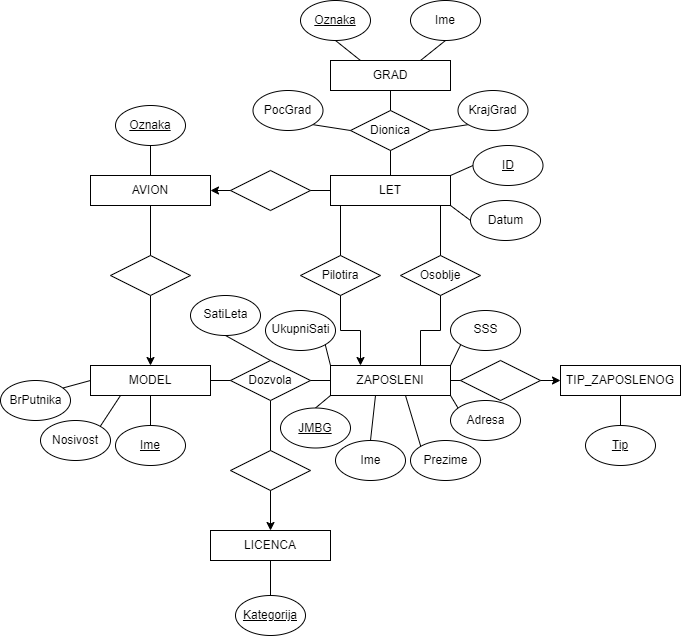 Oznaka
Ime
GRAD
PocGrad
KrajGrad
Dionica
Oznaka
ID
AVION
LET
Datum
Pilotira
Osoblje
SatiLeta
UkupniSati
SSS
MODEL
Dozvola
ZAPOSLENI
TIP_ZAPOSLENOG
BrPutnika
Adresa
JMBG
Nosivost
Ime
Tip
Ime
Prezime
LICENCA
Kategorija